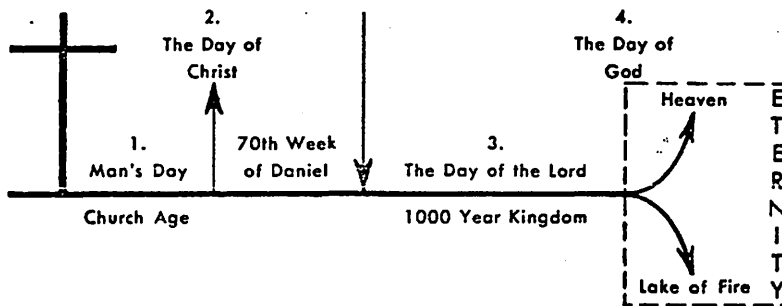 2.
The Day of
Christ
4.
The Day of
God
Heaven
1.
Man's Day
70th Week
of Daniel
3.
The Day of the Lord
Church Age
1000 Year Kingdom
Lake of Fire
ETERNITY